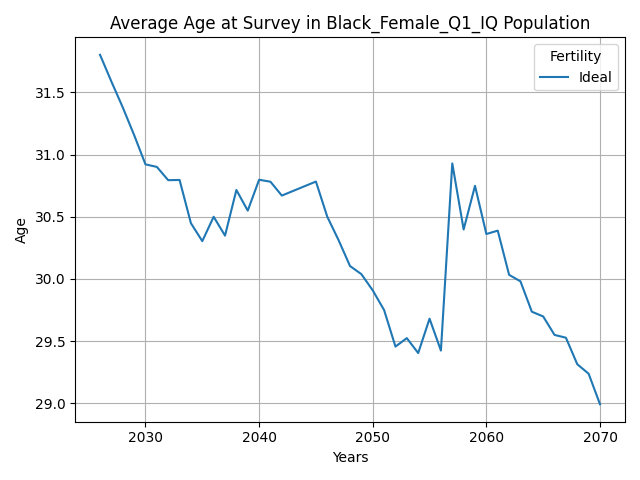 Average Age at Survey in Black_Female_Q1_IQ Population
Fertility
Ideal
31.5
31.0
30.5
30.0
29.5
29.0
Age
2030 2040 2050 2060 2070
Years